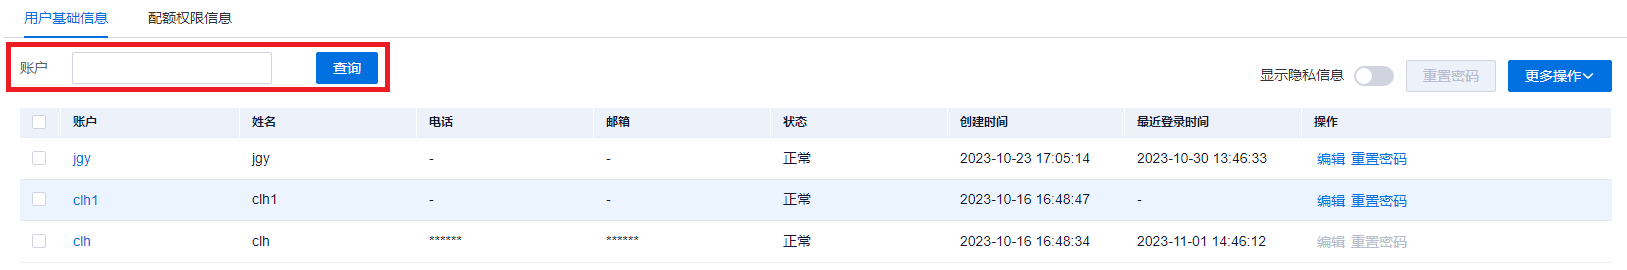 用户基础信息 配额权限信息
账户 查询
显示隐私信息 重置密码 更多操作
账户 姓名 电话 邮箱 状态 创建时间 最近登录时间 操作
jgy jgy - - 正常 2023-10-23 17:05:14 2023-10-30 13:46:33 编辑 重置密码
clh1 clh1 - - 正常 2023-10-16 16:48:47 - 编辑 重置密码
clh clh ****** ****** 正常 2023-10-16 16:48:34 2023-11-01 14:46:12 编辑 重置密码